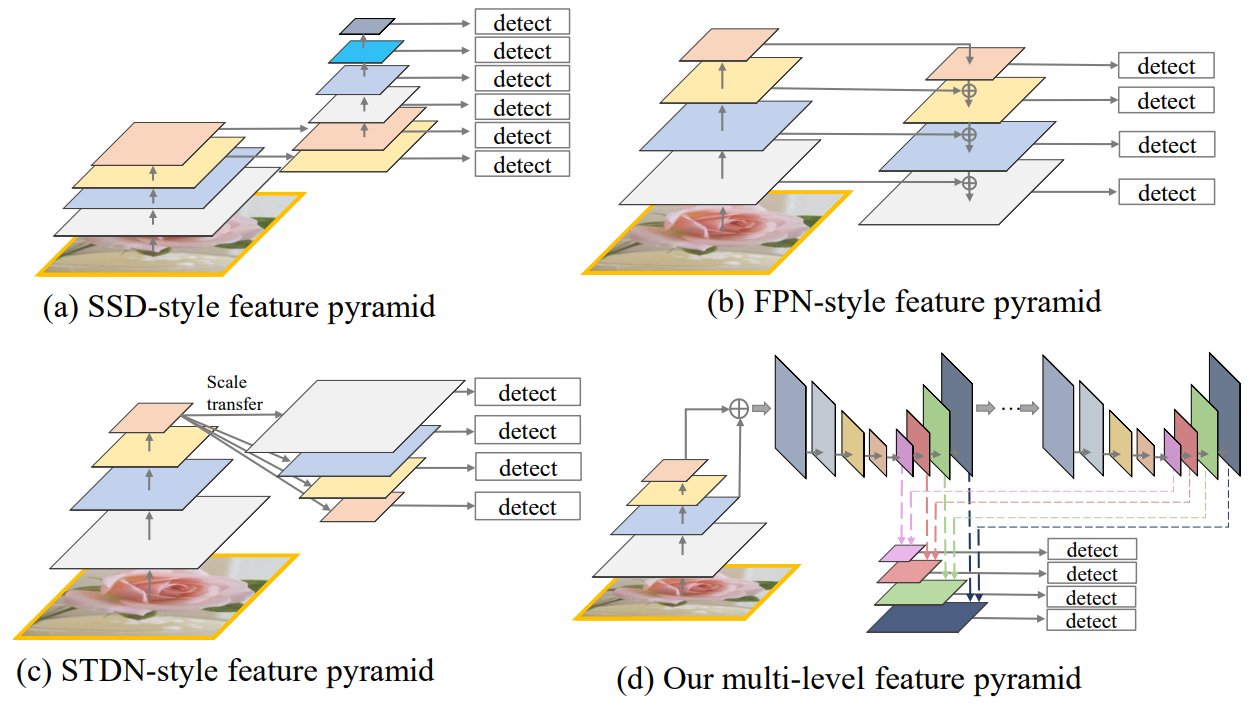 detect
detect
detect
detect
detect
detect
(a) SSD-style feature pyramid
detect
detect
detect
detect
(b) FPN-style feature pyramid
Scale
transfer
detect
detect
detect
detect
(c) STDN-style feature pyramid
...
detect
detect
detect
detect
(d) Our multi-level feature pyramid